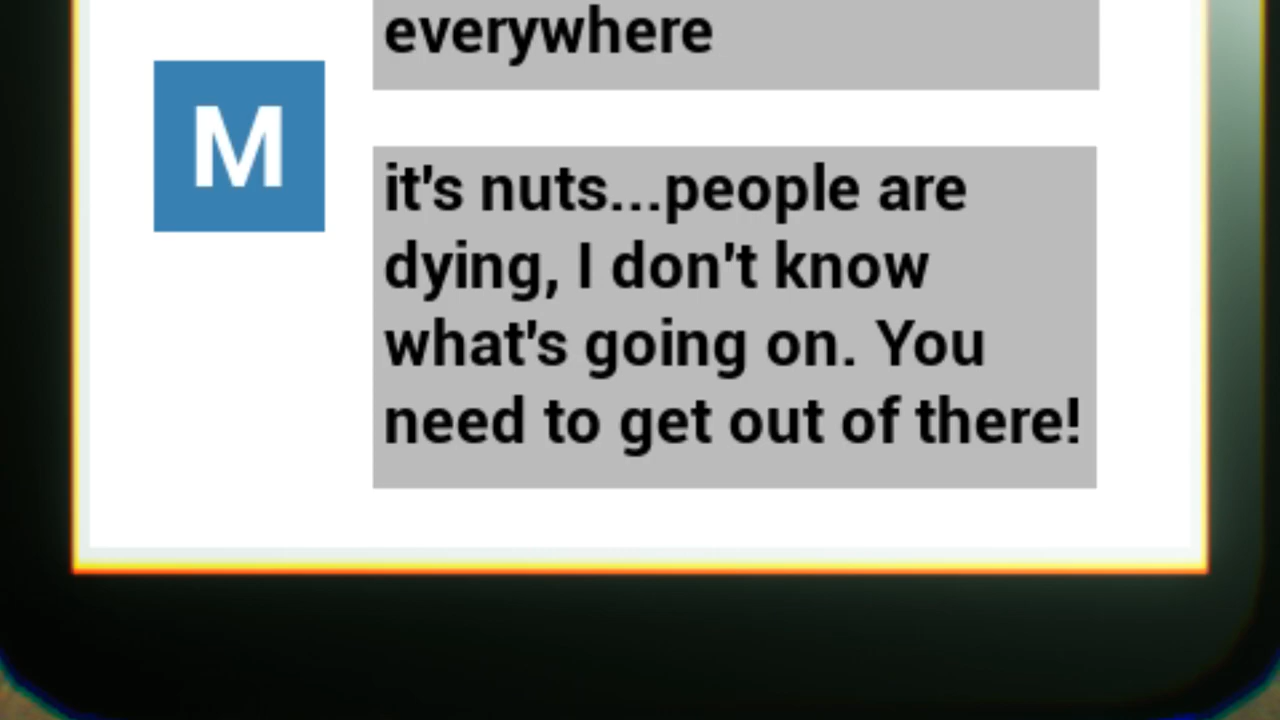 everywhere
M
it's nuts...people are
dying, I don't know
what's going on. You
need to get out of there!